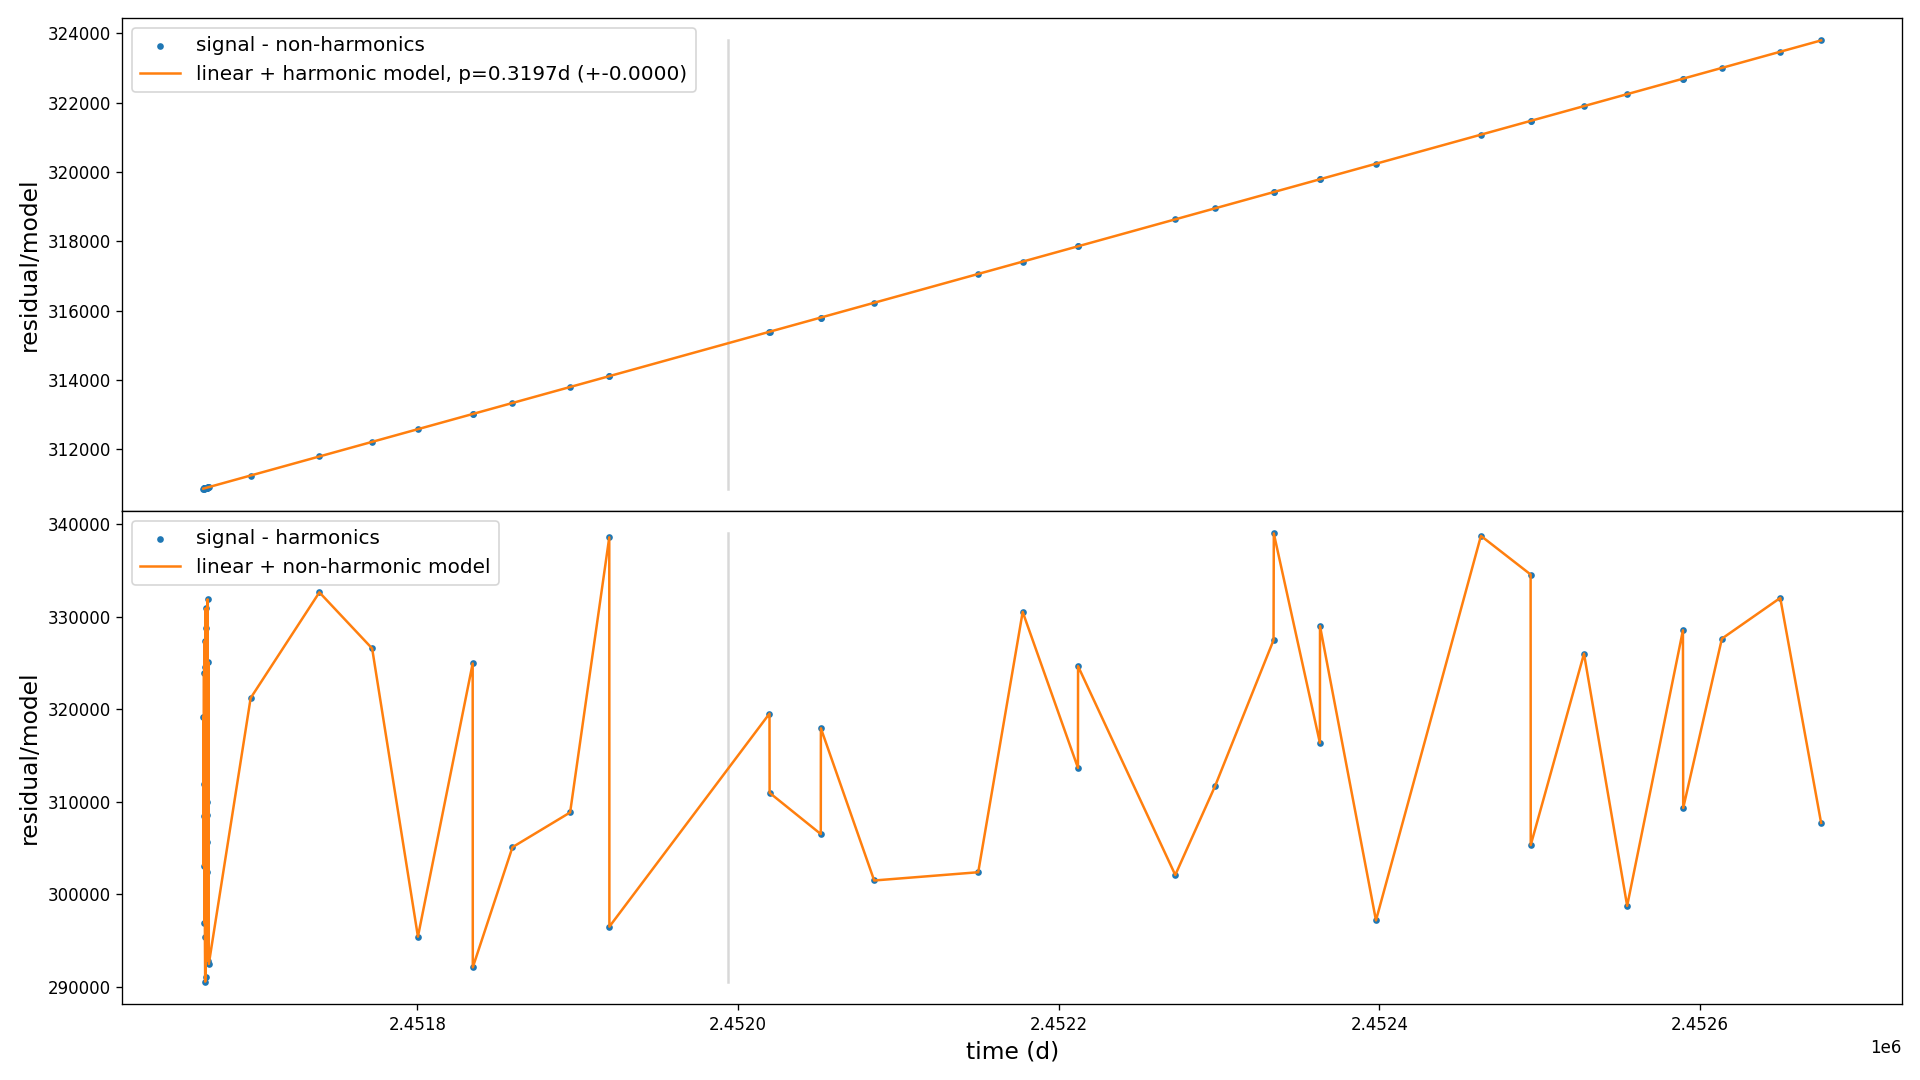 324000
322000
320000
318000
316000
314000
312000
residual/model
signal - non-harmonics
linear + harmonic model, p=0.3197d (+-0.0000)
340000
330000
320000
310000
300000
290000
residual/model
signal - harmonics
linear + non-harmonic model
2.4518
2.4520
2.4522
2.4524
2.4526
time (d)
1e6